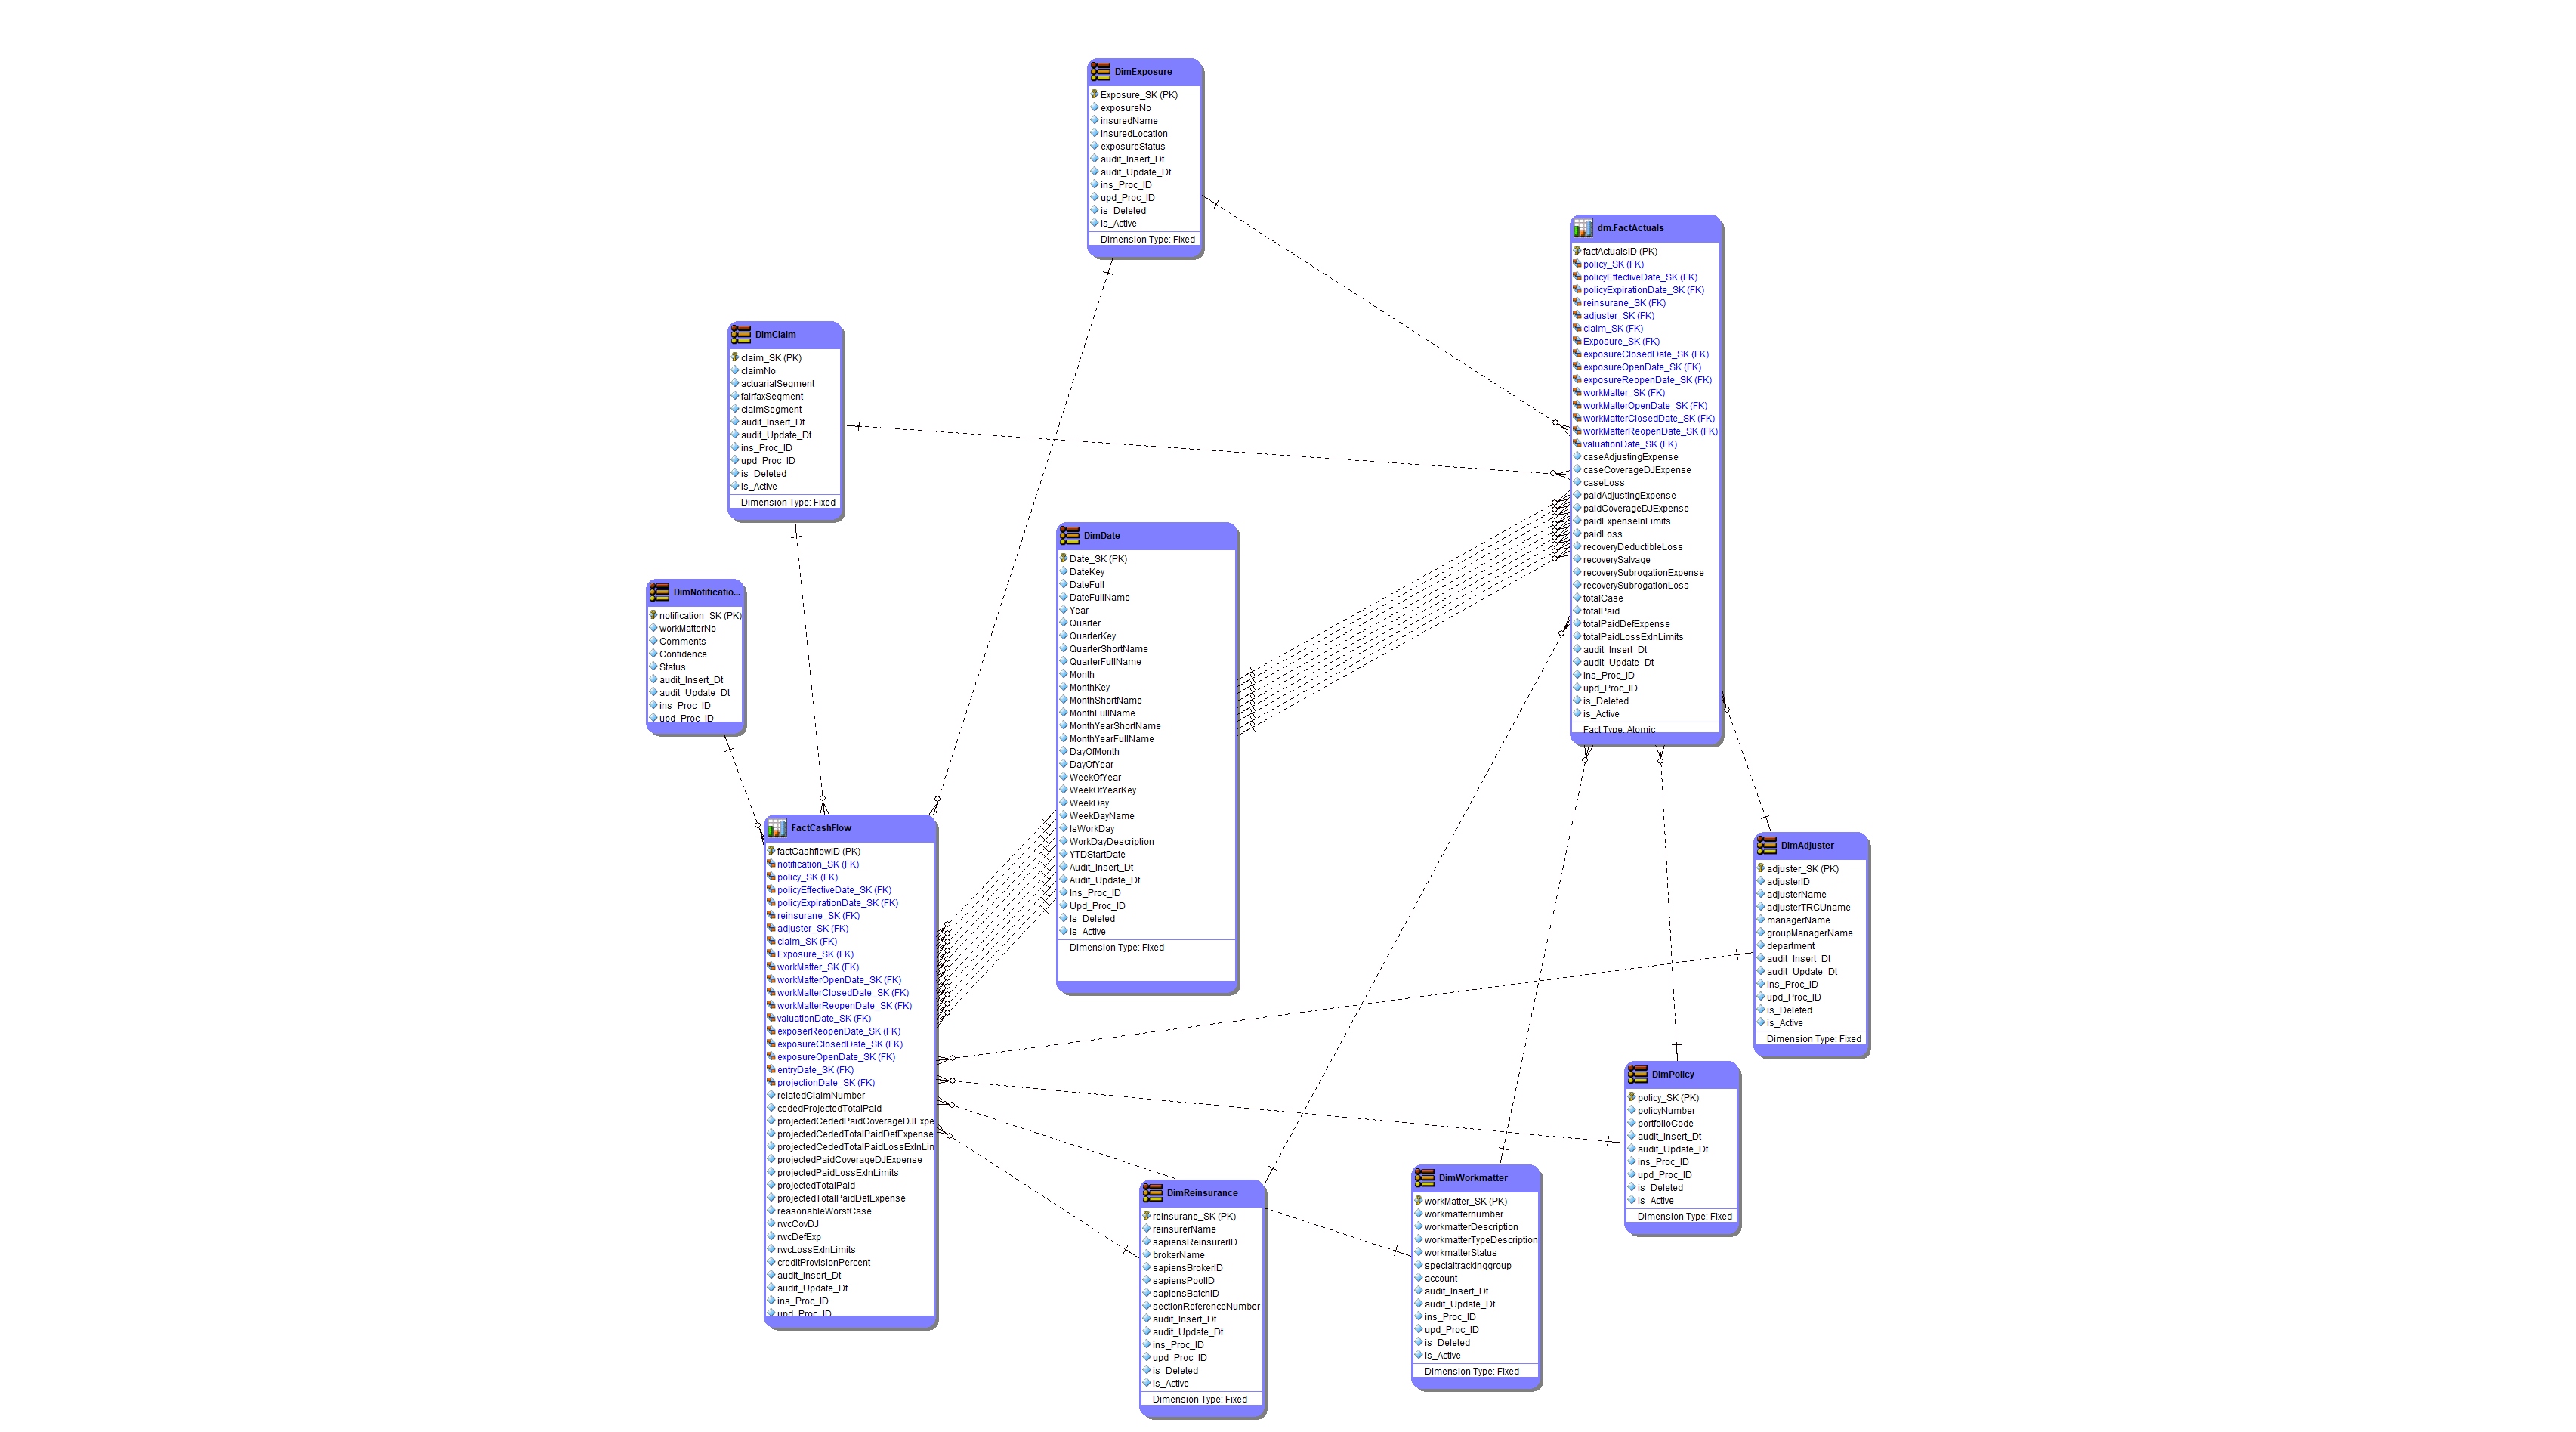 DimExposure
Exposure_SK (PK)
exposureNo
insuredName
insuredLocation
exposureStatus
audit_Insert_Dt
audit_Update_Dt
ins_Proc_ID
upd_Proc_ID
is_Deleted
is_Active
Dimension Type: Fixed
dm.FactActuals
factActualsID (PK)
policy_SK (FK)
policyEffectiveDate_SK (FK)
policyExpirationDate_SK (FK)
reinsurane_SK (FK)
adjuster_SK (FK)
claim_SK (FK)
Exposure_SK (FK)
exposureClosedDate_SK (FK)
exposureOpenDate_SK (FK)
exposureReopenDate_SK (FK)
workMatter_SK (FK)
workMatterOpenDate_SK (FK)
workMatterClosedDate_SK (FK)
workMatterReopenDate_SK (FK)
valuationDate_SK (FK)
caseAdjustingExpense
caseCoverageDJExpense
caseLoss
paidAdjustingExpense
paidCoverageDJExpense
paidExpenseInLimits
paidLoss
recoveryDeductibleLoss
recoverySalvage
recoverySubrogationExpense
recoverySubrogationLoss
totalCase
totalPaid
totalPaidDefExpense
totalPaidLossExInLimits
audit_Insert_Dt
audit_Update_Dt
ins_Proc_ID
upd_Proc_ID
is_Deleted
is_Active
Fact Type: Atomic
DimClaim
claim_SK (PK)
claimNo
actuarialSegment
fairfaxSegment
claimSegment
audit_Insert_Dt
audit_Update_Dt
ins_Proc_ID
upd_Proc_ID
is_Deleted
is_Active
Dimension Type: Fixed
DimDate
Date_SK (PK)
DateKey
DateFull
DateFullName
Year
Quarter
QuarterKey
QuarterShortName
QuarterFullName
Month
MonthKey
MonthShortName
MonthFullName
MonthYearShortName
MonthYearFullName
DayOfMonth
DayOfYear
WeekOfYear
WeekOfYearKey
WeekDay
WeekDayName
IsWorkDay
WorkDayDescription
YTDStartDate
Audit_Insert_Dt
Audit_Update_Dt
Ins_Proc_ID
Upd_Proc_ID
Is_Deleted
Is_Active
Dimension Type: Fixed
DimNotificatio...
notification_SK (PK)
workMatterNo
Comments
Confidence
Status
audit_Insert_Dt
audit_Update_Dt
ins_Proc_ID
upd_Proc_ID
FactCashFlow
factCashflowID (PK)
notification_SK (FK)
policy_SK (FK)
policyEffectiveDate_SK (FK)
policyExpirationDate_SK (FK)
reinsurane_SK (FK)
adjuster_SK (FK)
claim_SK (FK)
Exposure_SK (FK)
workMatter_SK (FK)
workMatterOpenDate_SK (FK)
workMatterClosedDate_SK (FK)
workMatterReopenDate_SK (FK)
valuationDate_SK (FK)
exposerReopenDate_SK (FK)
exposureClosedDate_SK (FK)
exposureOpenDate_SK (FK)
entryDate_SK (FK)
projectionDate_SK (FK)
relatedClaimNumber
cededProjectedTotalPaid
projectedCededPaidCoverageDJExpe
projectedCededTotalPaidDefExpense
projectedCededTotalPaidLossExInLim
projectedPaidCoverageDJExpense
projectedPaidLossExInLimits
projectedTotalPaid
projectedTotalPaidDefExpense
reasonableWorstCase
rwcCovDJ
rwcDefExp
rwcLossExInLimits
creditProvisionPercent
audit_Insert_Dt
audit_Update_Dt
ins_Proc_ID
upd_Proc_ID
DimAdjuster
adjuster_SK (PK)
adjusterID
adjusterName
adjusterTRGUname
managerName
groupManagerName
department
audit_Insert_Dt
audit_Update_Dt
ins_Proc_ID
upd_Proc_ID
is_Deleted
is_Active
Dimension Type: Fixed
DimPolicy
policy_SK (PK)
policyNumber
portfolioCode
audit_Insert_Dt
audit_Update_Dt
ins_Proc_ID
upd_Proc_ID
is_Deleted
is_Active
Dimension Type: Fixed
DimReinsurance
reinsurane_SK (PK)
reinsurerName
sapiensReinsurerID
brokerName
sapiensBrokerID
sapiensPoolID
sapiensBatchID
sectionReferenceNumber
audit_Insert_Dt
audit_Update_Dt
ins_Proc_ID
upd_Proc_ID
is_Deleted
is_Active
Dimension Type: Fixed
DimWorkmatter
workMatter_SK (PK)
workmatternumber
workmatterDescription
workmatterTypeDescription
workmatterStatus
specialtrackinggroup
account
audit_Insert_Dt
audit_Update_Dt
ins_Proc_ID
upd_Proc_ID
is_Deleted
is_Active
Dimension Type: Fixed